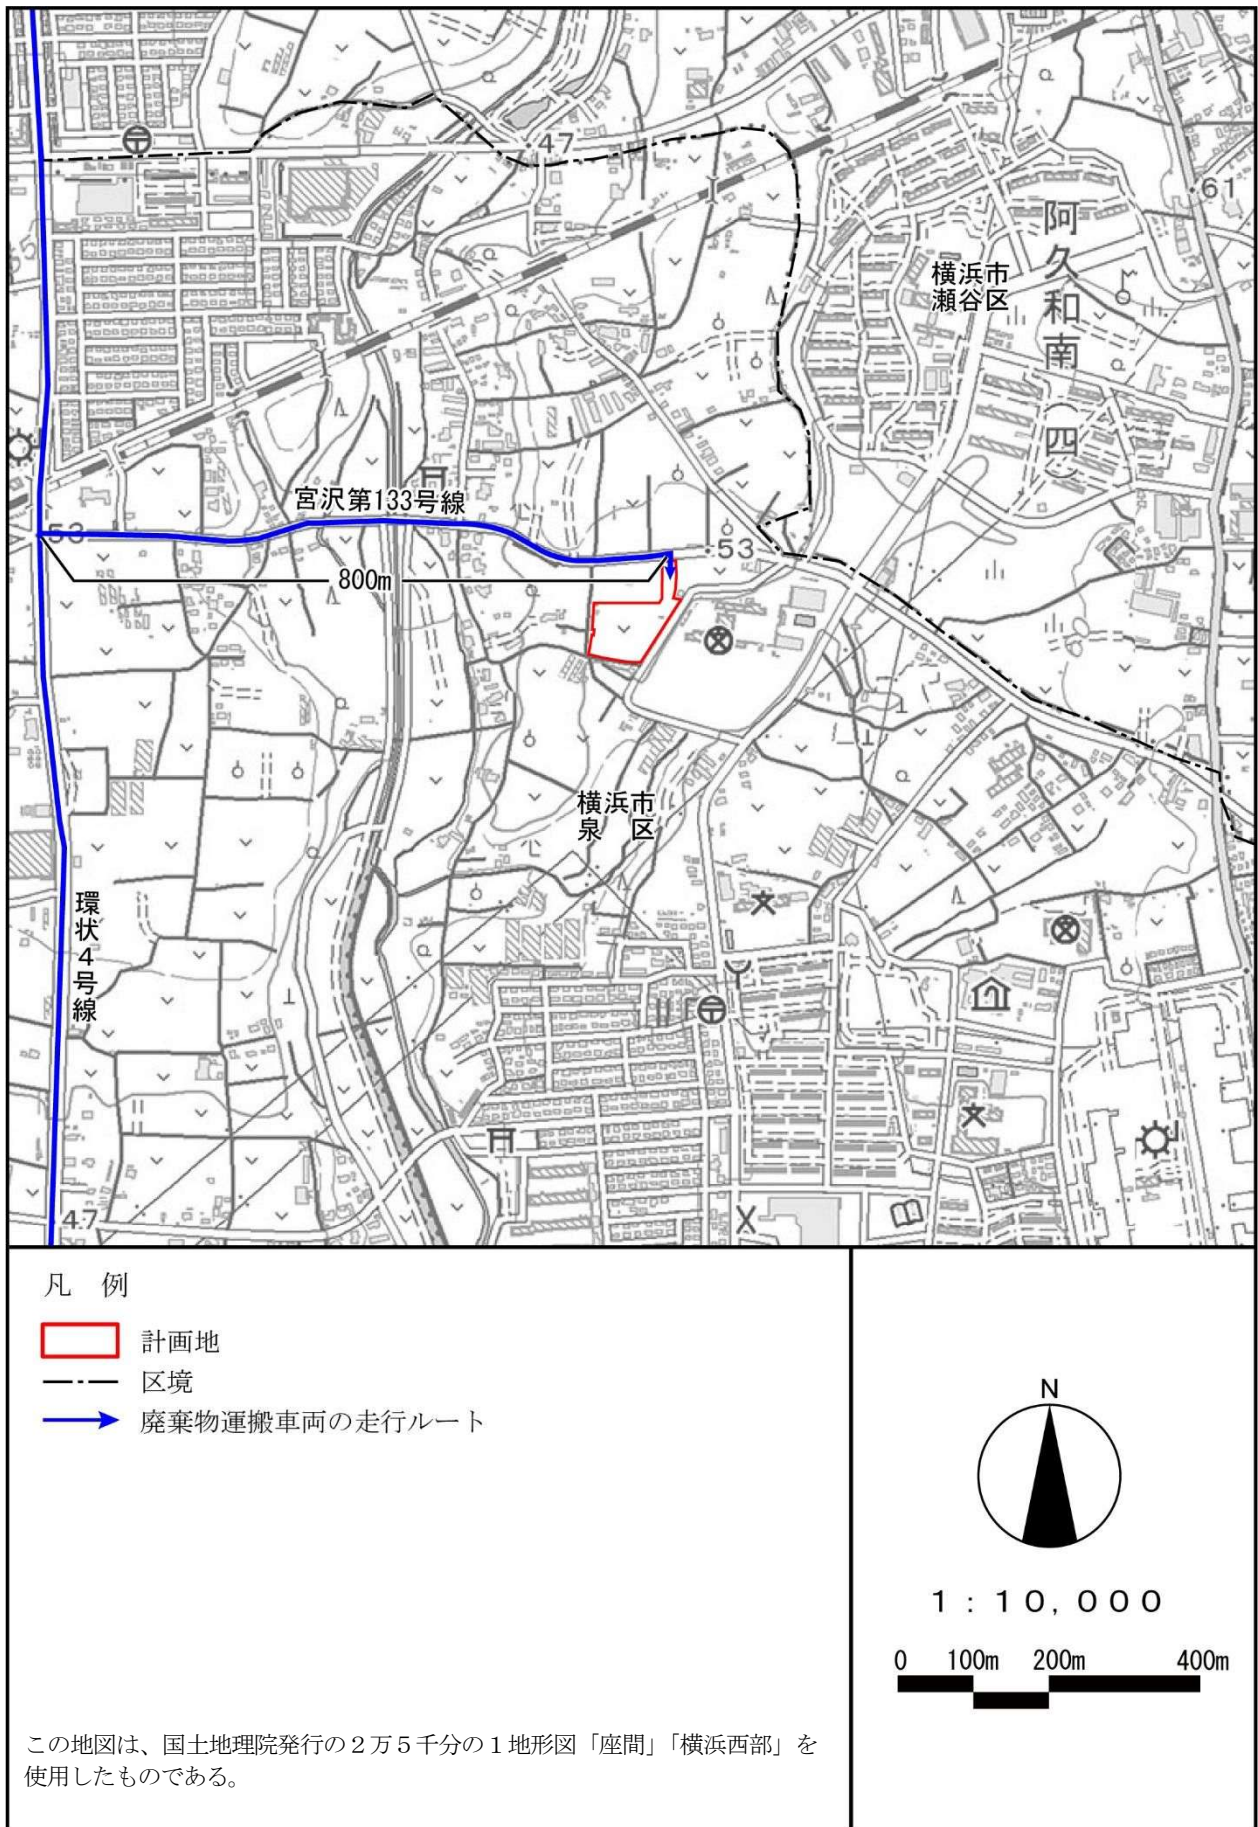 47
61
阿久和南(四)
横浜市
瀬谷区
宮沢第133号線
53
53
800m
横浜市
泉　区
環状4号線
47
凡　例
計画地
区境
廃棄物運搬車両の走行ルート
N
1：10,000
0　100m　200m　400m
この地図は、国土地理院発行の２万５千分の１地形図「座間」「横浜西部」を
使用したものである。